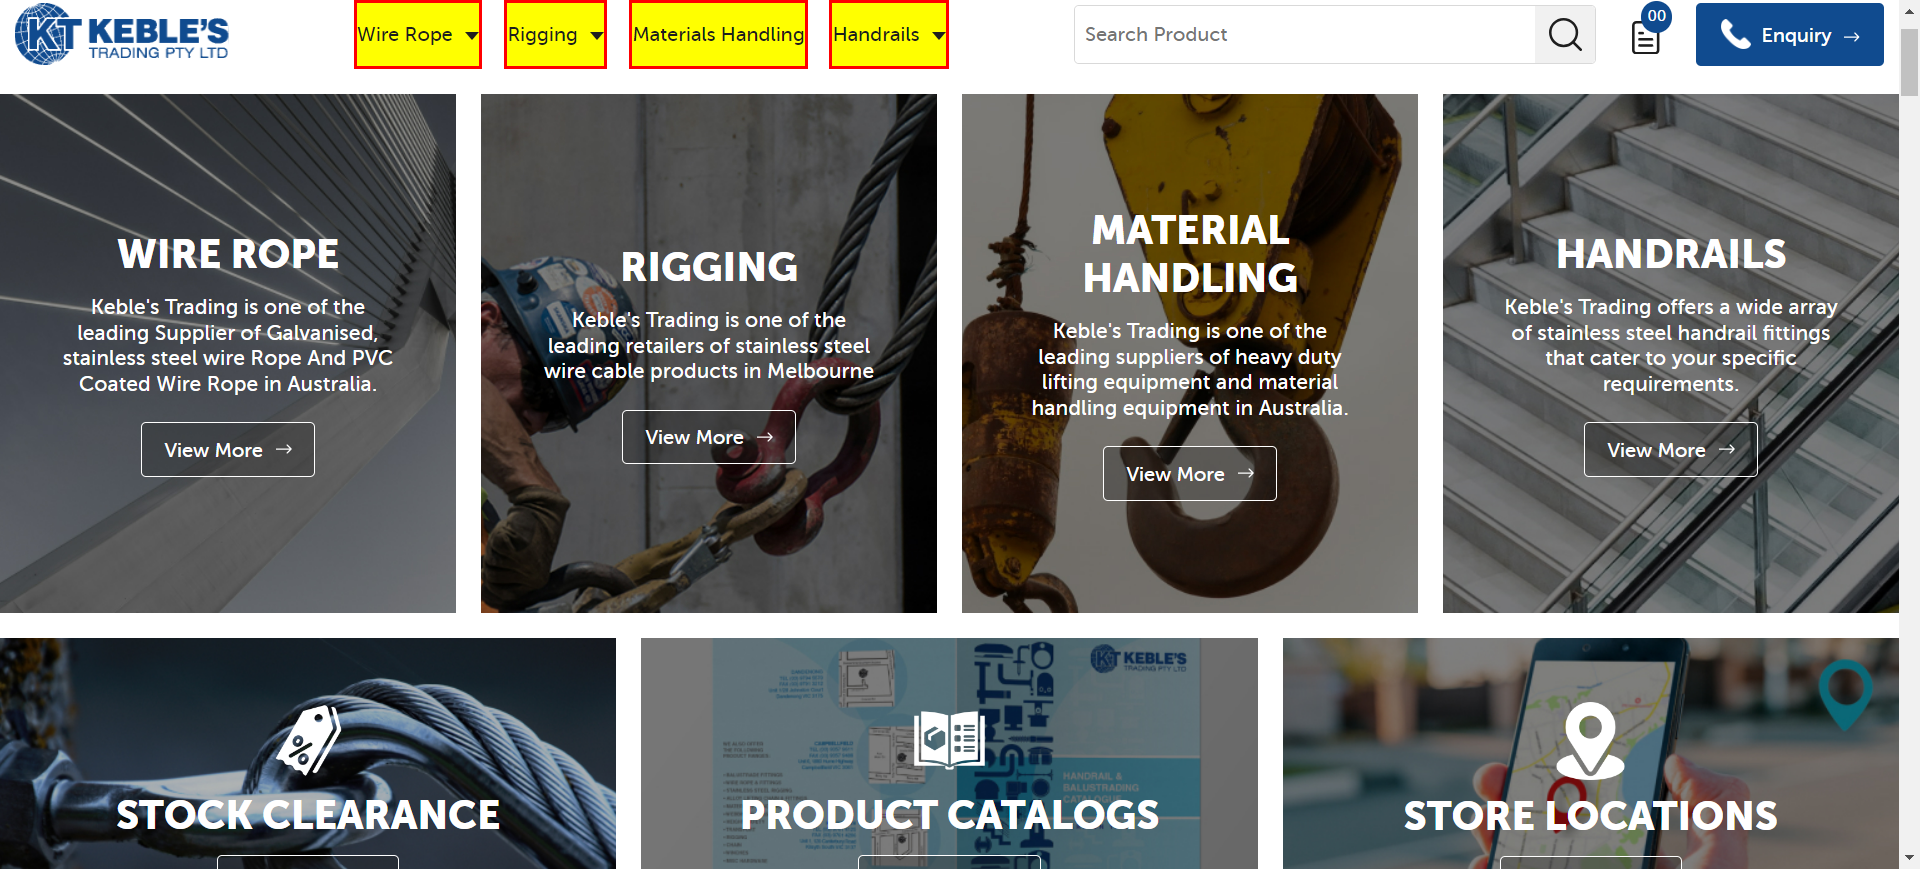 KT KEBLE'S
TRADING PTY LTD
Wire Rope
Rigging
Materials Handling
Handrails
Search Product
00
Enquiry →
WIRE ROPE
Keble's Trading is one of the
leading Supplier of Galvanised,
stainless steel wire Rope And PVC
Coated Wire Rope in Australia.
View More →
RIGGING
Keble's Trading is one of the
leading retailers of stainless steel
wire cable products in Melbourne
View More →
MATERIAL
HANDLING
Keble's Trading is one of the
leading suppliers of heavy duty
lifting equipment and material
handling equipment in Australia.
View More →
HANDRAILS
Keble's Trading offers a wide array
of stainless steel handrail fittings
that cater to your specific
requirements.
View More →
%
STOCK CLEARANCE
KT KEBLE'S
TRADING PTY LTD
HANDRAIL &
BALUSTRADING
CATALOGUE
PRODUCT CATALOGS
STORE LOCATIONS